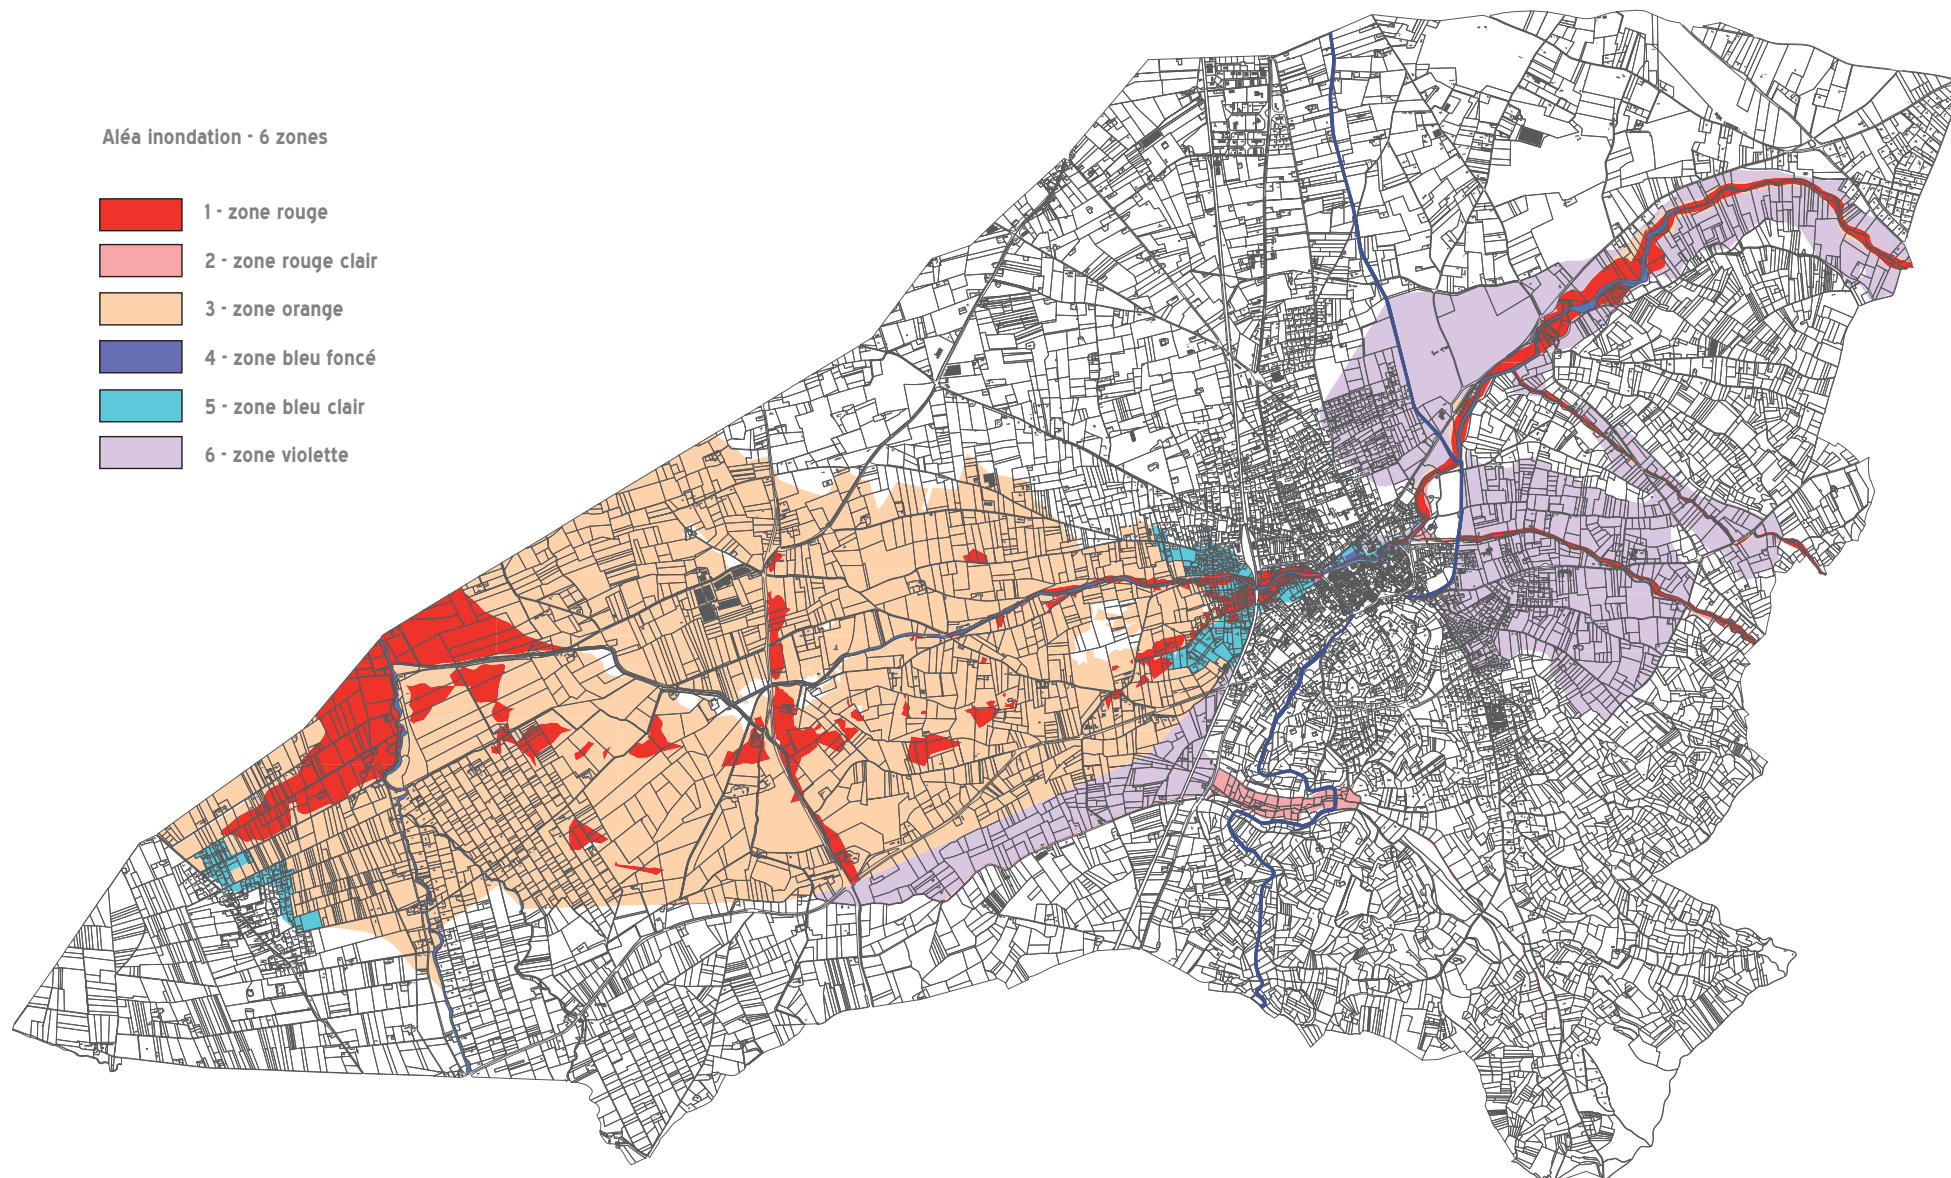 Aléa inondation - 6 zones
1 - zone rouge
2 - zone rouge clair
3 - zone orange
4 - zone bleu foncé
5 - zone bleu clair
6 - zone violette